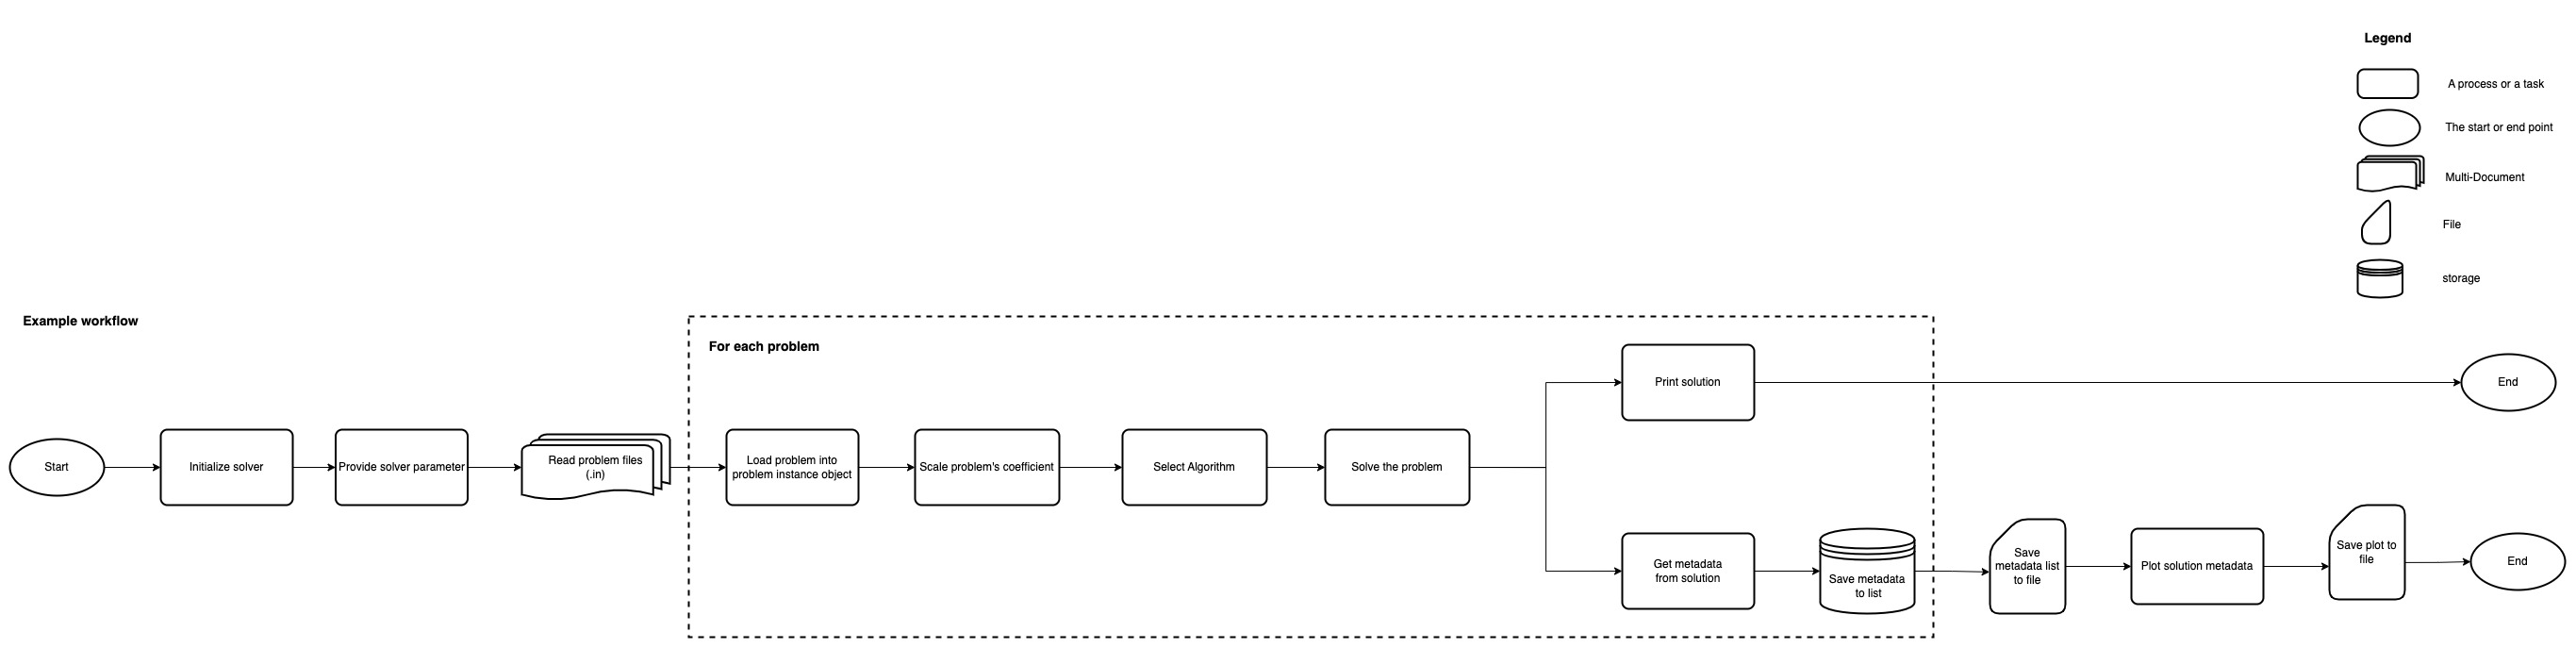 Legend
A process or a task
The start or end point
Multi-Document
File
storage
Example workflow
For each problem
Start
Initialize solver
Provide solver parameter
Read problem files
(.in)
Load problem into
problem instance object
Scale problem's coefficient
Select Algorithm
Solve the problem
Print solution
End
Get metadata
from solution
Save metadata
to list
Save
metadata list
to file
Plot solution metadata
Save plot to
file
End